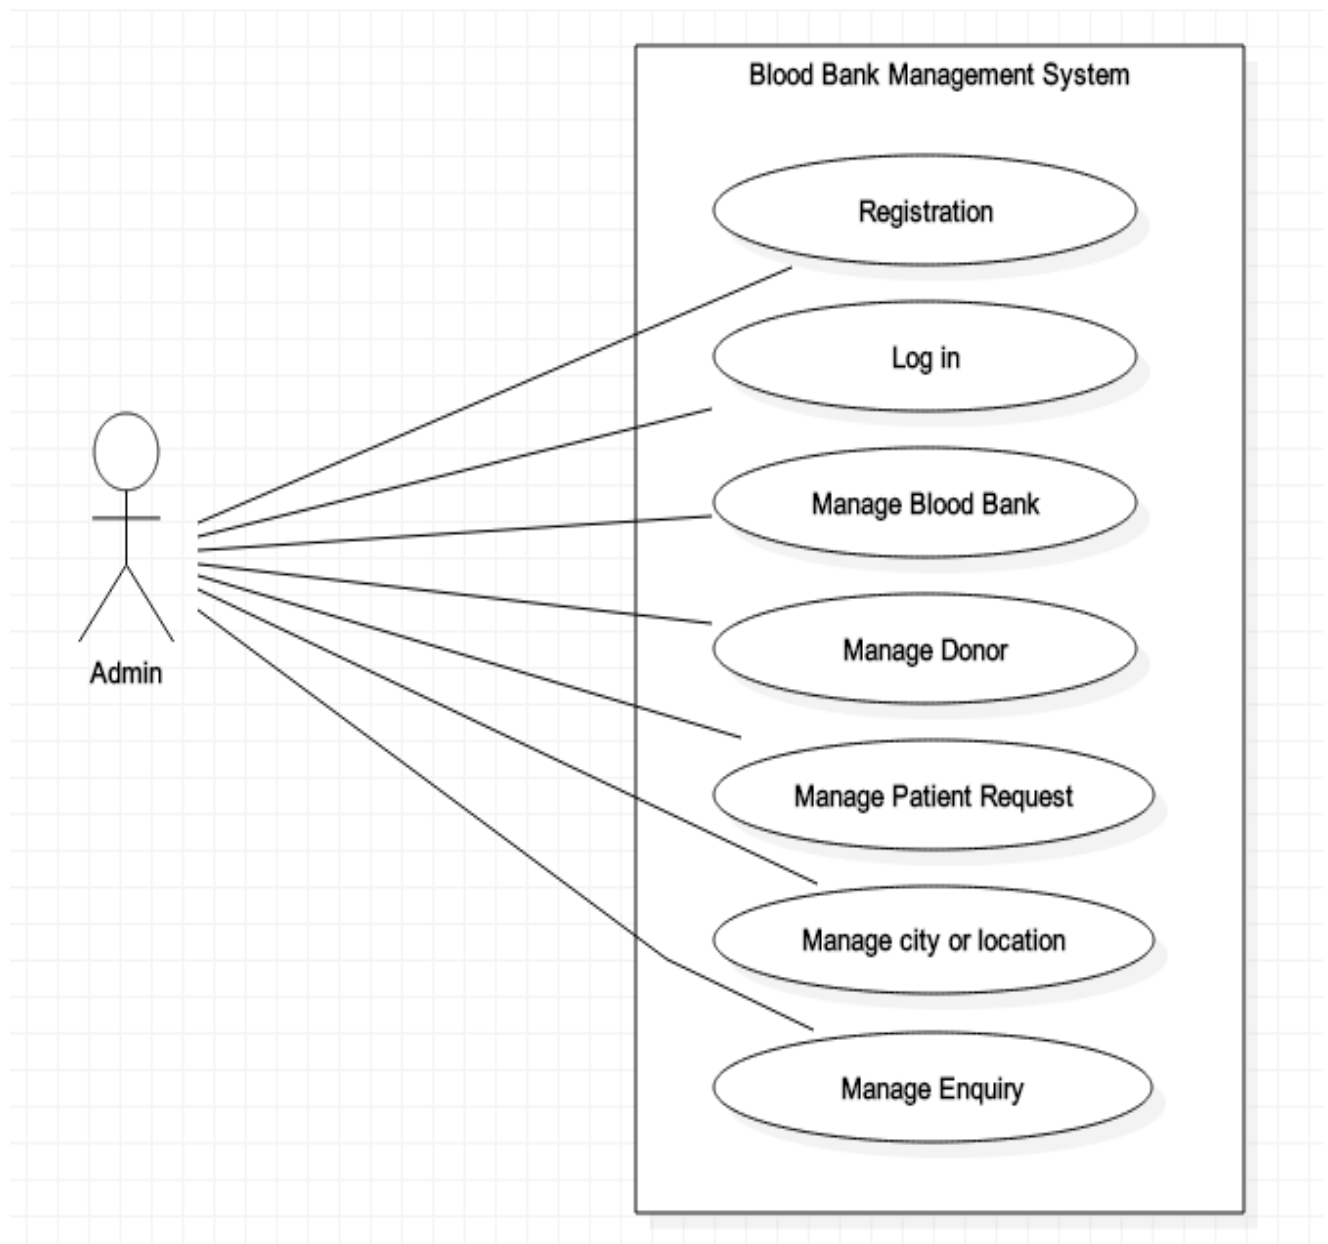 Blood Bank Management System
Registration
Log in
Manage Blood Bank
Manage Donor
Admin
Manage Patient Request
Manage city or location
Manage Enquiry